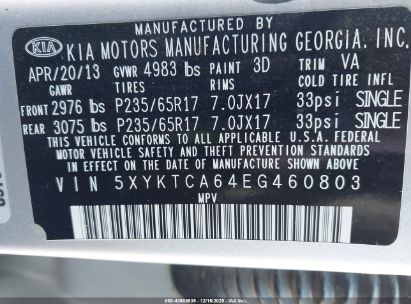 KIA KIA MOTORS MANUFACTURING GEORGIA, INC.
APR/20/13 GVWR 4983 lbs PAINT 3D TRIM VA
GAWR TIRES RIMS COLD TIRE INFL
FRONT 2976 lbs P235/65R17 7.0JX17 33psi SINGLE
REAR 3075 lbs P235/65R17 7.0JX17 33psi SINGLE
THIS VEHICLE CONFORMS TO ALL APPLICABLE U.S.A. FEDERAL
MOTOR VEHICLE SAFETY AND THEFT PREVENTION STANDARDS IN
EFFECT ON THE DATE OF MANUFACTURE SHOWN ABOVE.
VIN 5XYKTCA64EG460803
MPV